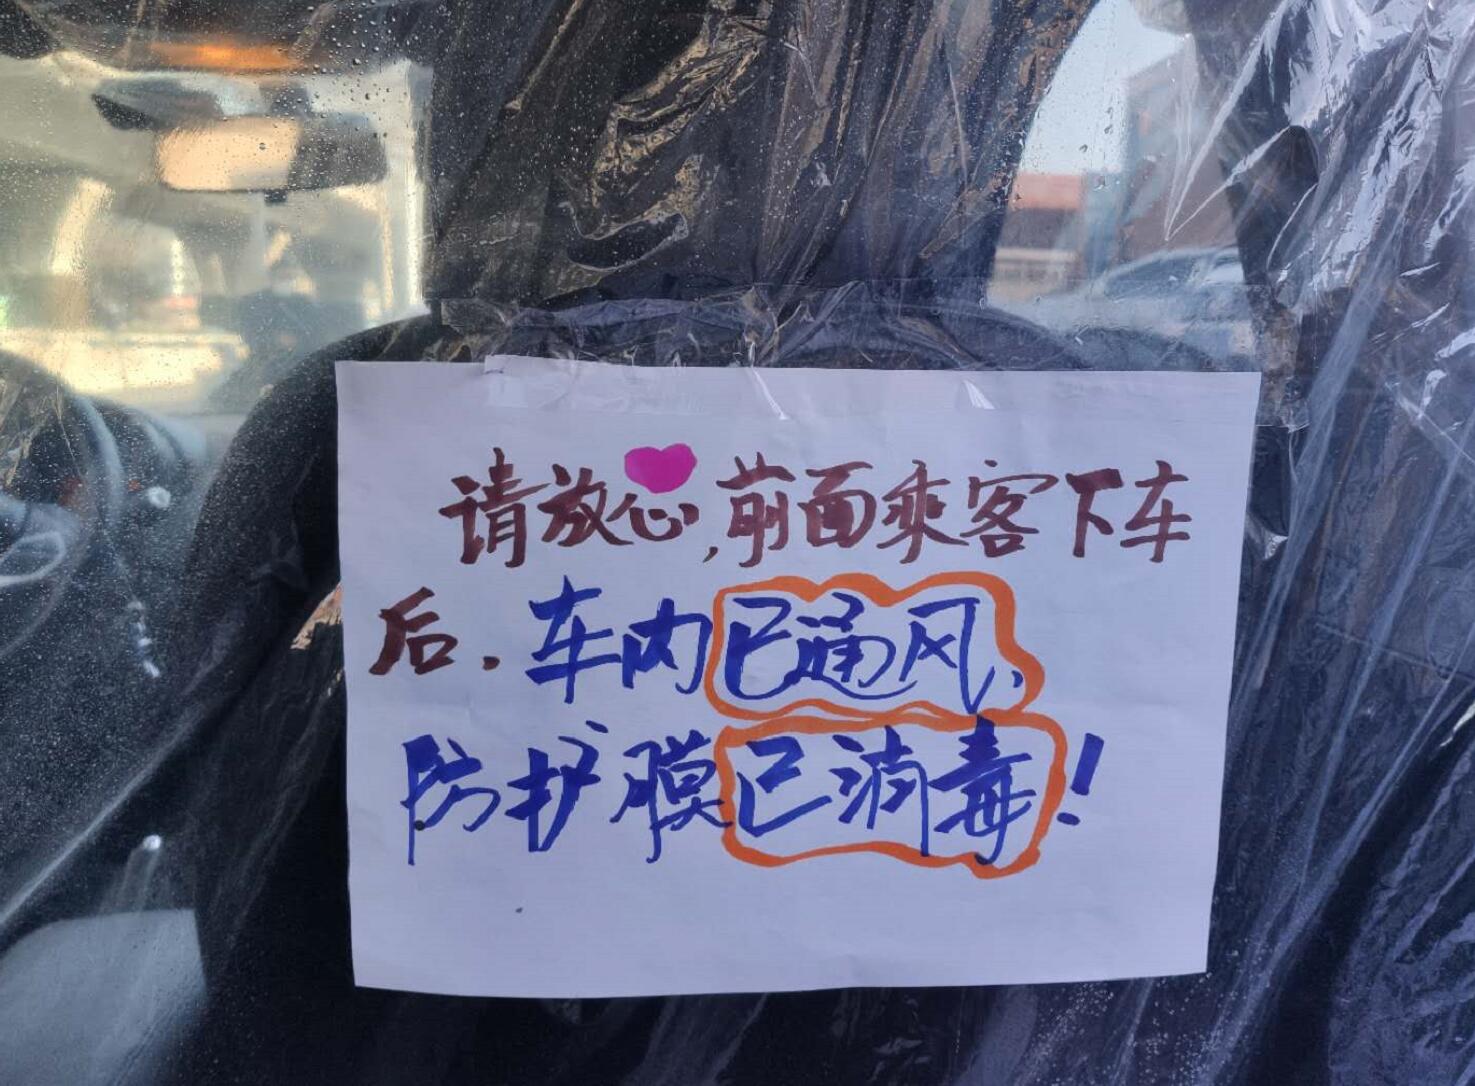 请放心,前面乘客下车
后.车内已通风、
防护膜已消毒!